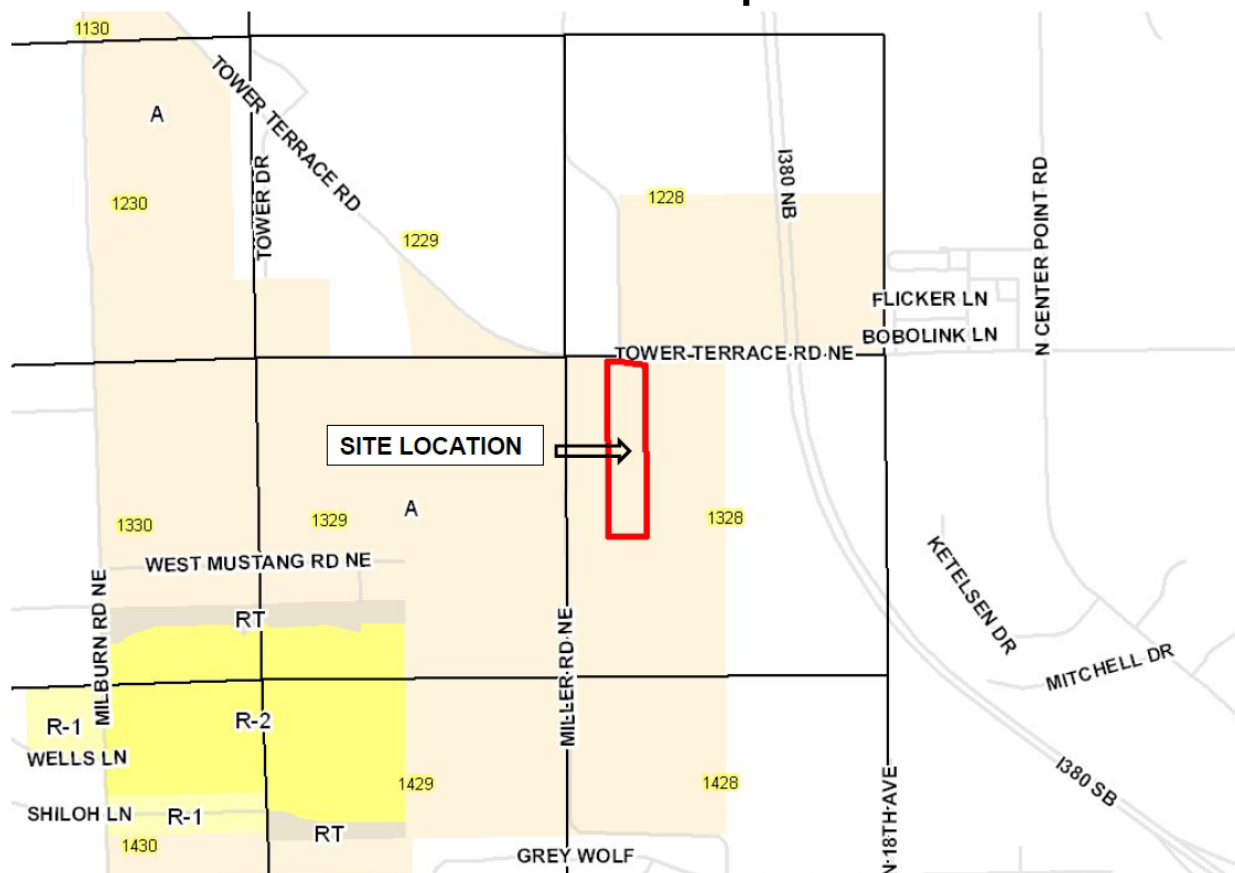 1130
TOWER TERRACE RD
A
1230
TOWER DR
1229
1228
I380 NB
N CENTER POINT RD
FLICKER LN
BOBOLINK LN
TOWER TERRACE RD NE
SITE LOCATION
1330
1329
A
1328
WEST MUSTANG RD NE
KETELSEN DR
MITCHELL DR
RT
MILBURN RD NE
MILLER RD NE
R-1
R-2
WELLS LN
1429
1428
I380 SB
N 18TH AVE
SHILOH LN
R-1
RT
1430
GREY WOLF